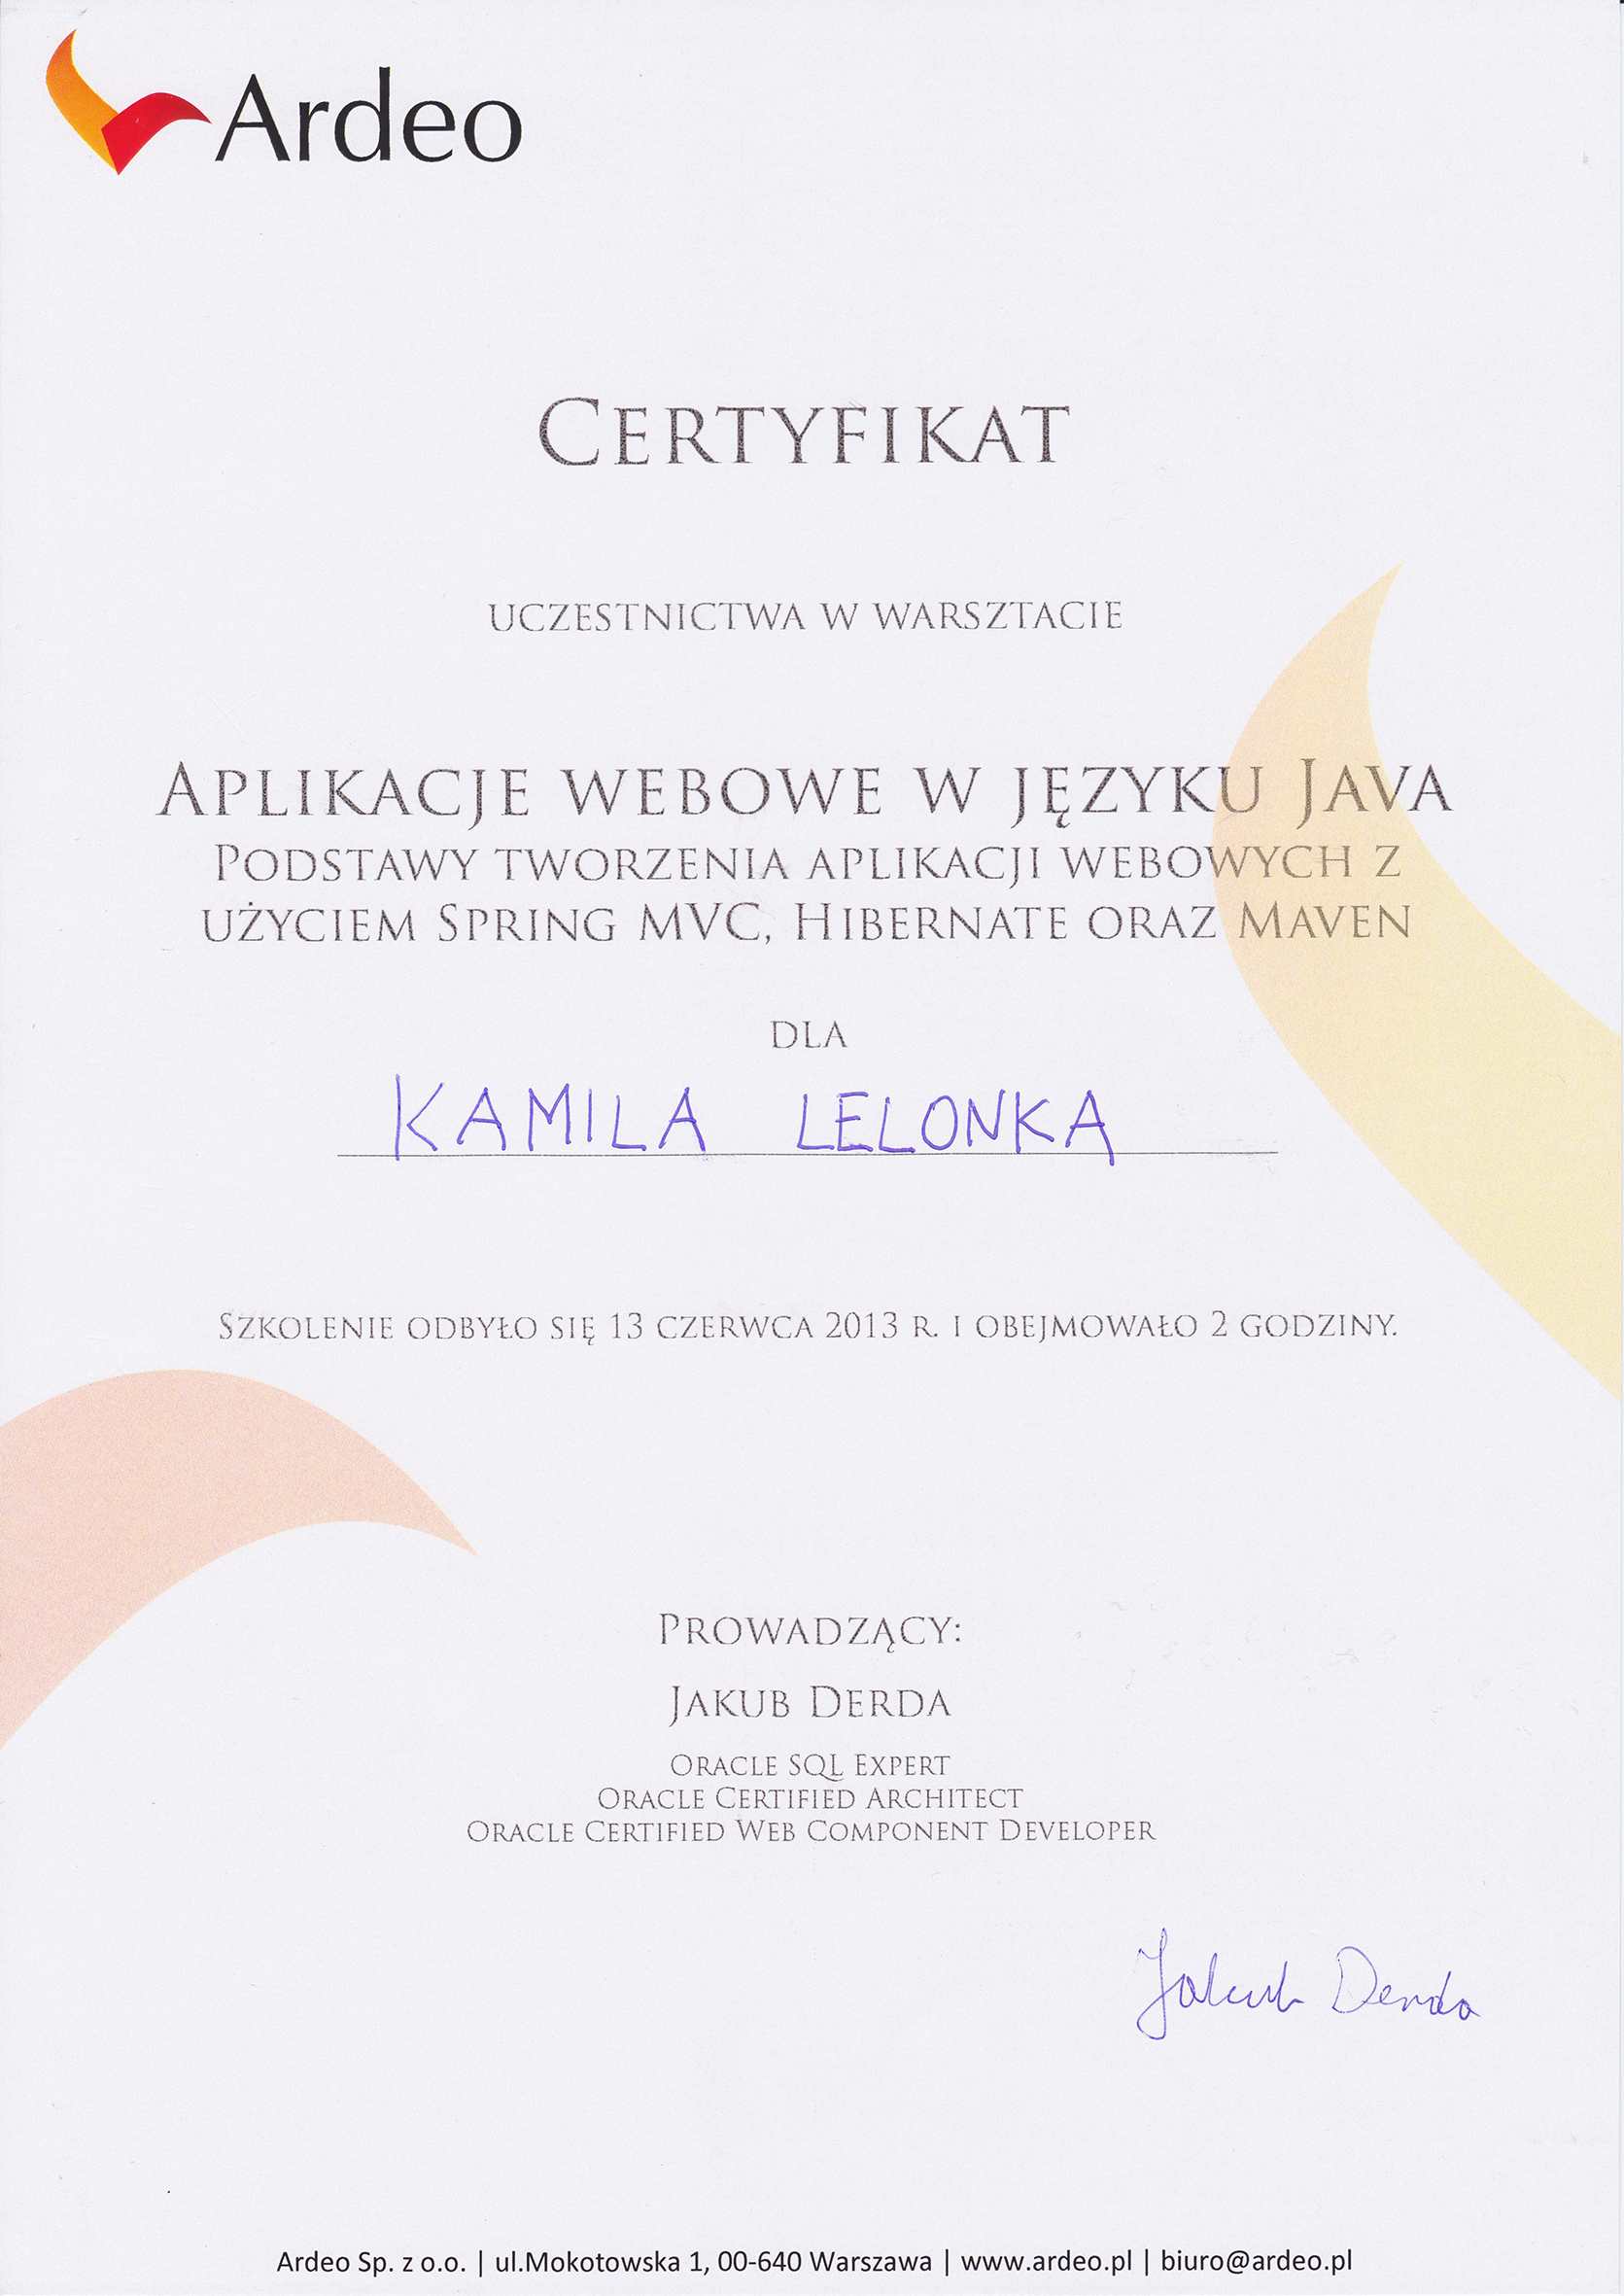 Ardeo
Certyfikat
uczestnictwa w warsztacie
Aplikacje webowe w języku Java
Podstawy tworzenia aplikacji webowych z
użyciem Spring MVC, Hibernate oraz Maven
dla
KAMILA LELONKA
Szkolenie odbyło się 13 czerwca 2013 r. i obejmowało 2 godziny.
Prowadzący:
Jakub Derda
Oracle SQL Expert
Oracle Certified Architect
Oracle Certified Web Component Developer
Jakub Derda
Ardeo Sp. z o.o. | ul.Mokotowska 1, 00-640 Warszawa | www.ardeo.pl | biuro@ardeo.pl